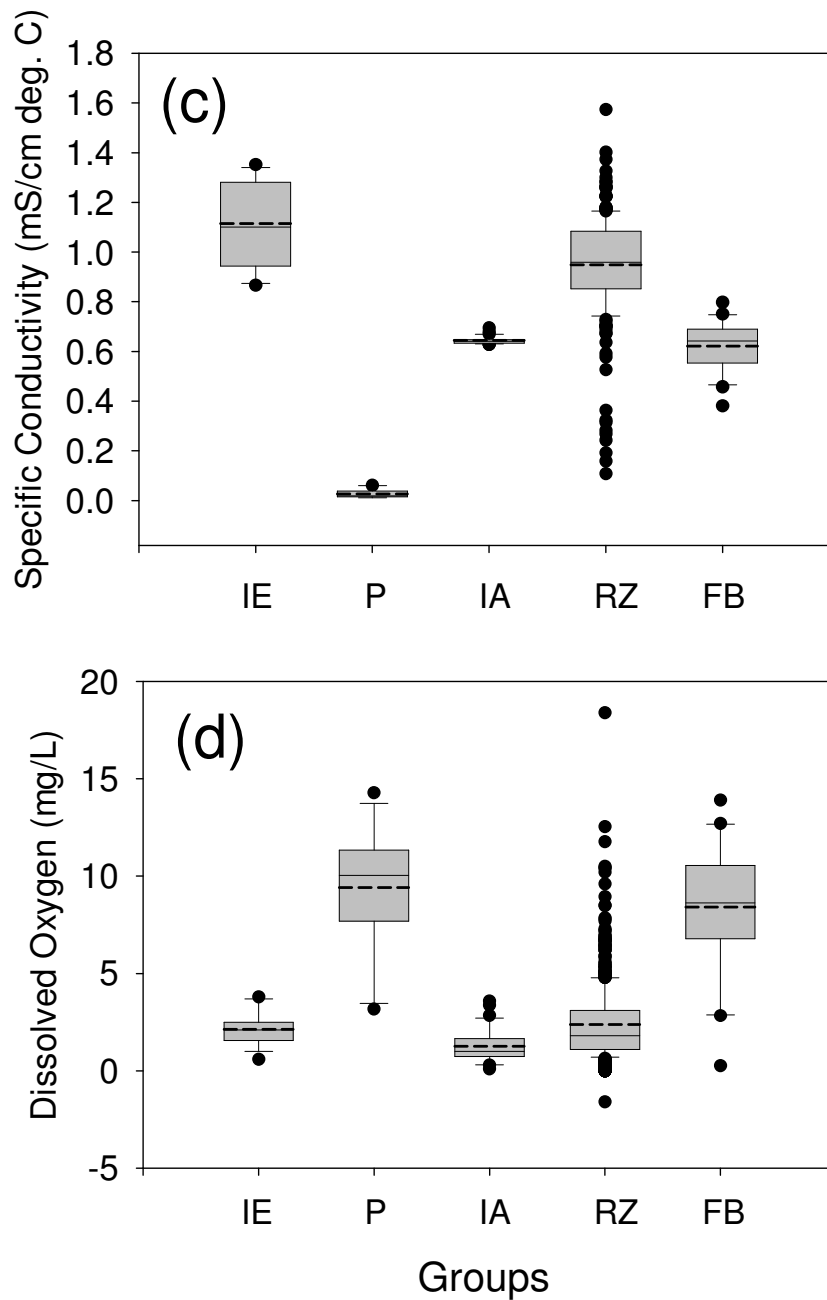 Specific Conductivity (mS/cm deg. C)
(c)
1.8
1.6
1.4
1.2
1.0
0.8
0.6
0.4
0.2
0.0
IE P IA RZ FB
Dissolved Oxygen (mg/L)
(d)
20
15
10
5
0
-5
IE P IA RZ FB
Groups